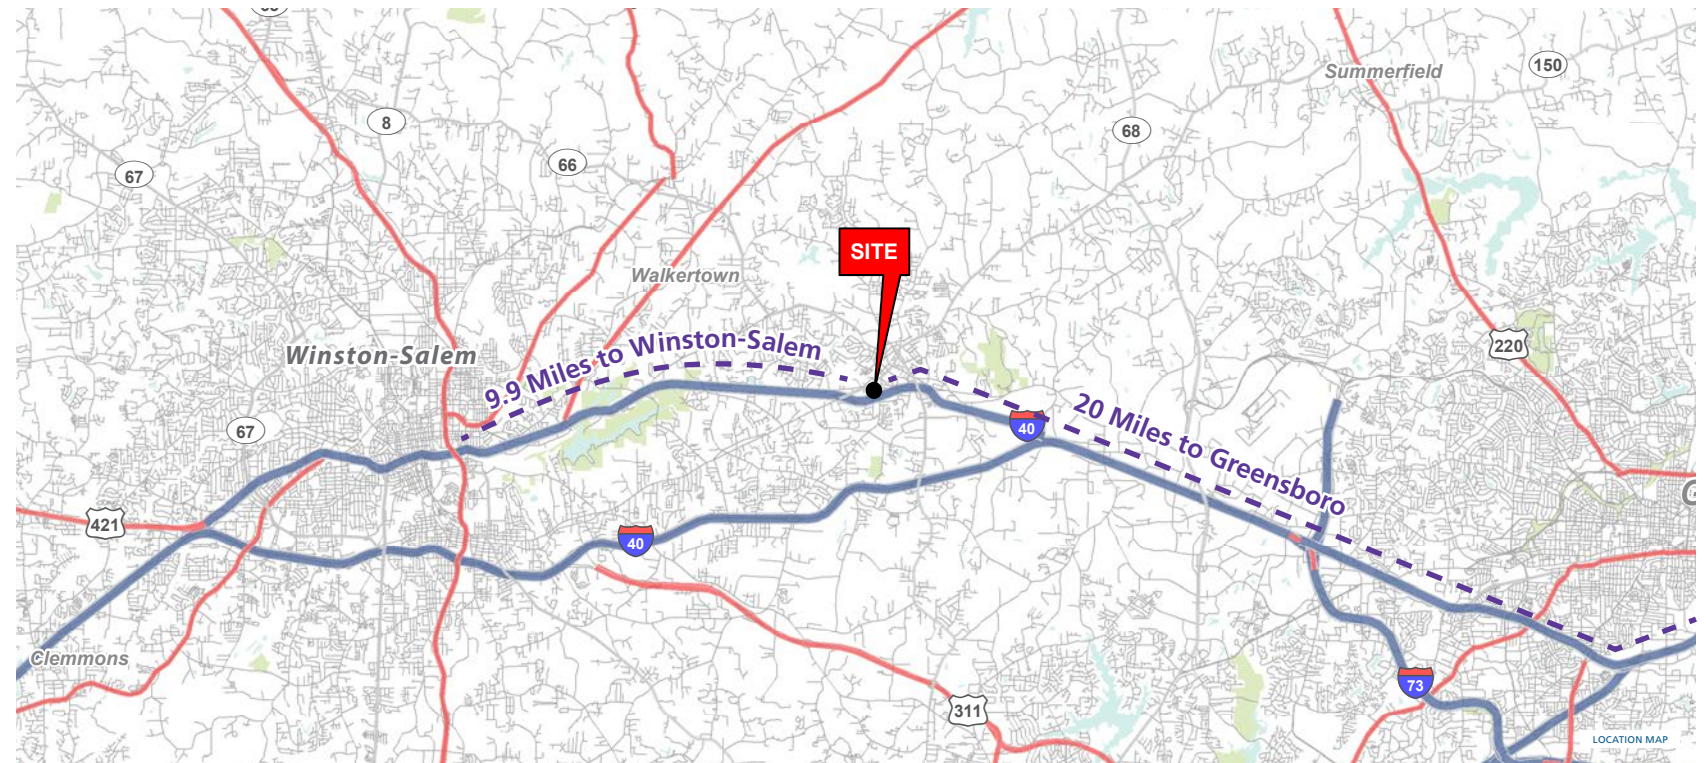 Summerfield
150
8
68
66
67
SITE
Walkertown
220
Winston-Salem
9.9 Miles to Winston-Salem
20 Miles to Greensboro
40
67
G
421
40
Clemmons
73
311
LOCATION MAP